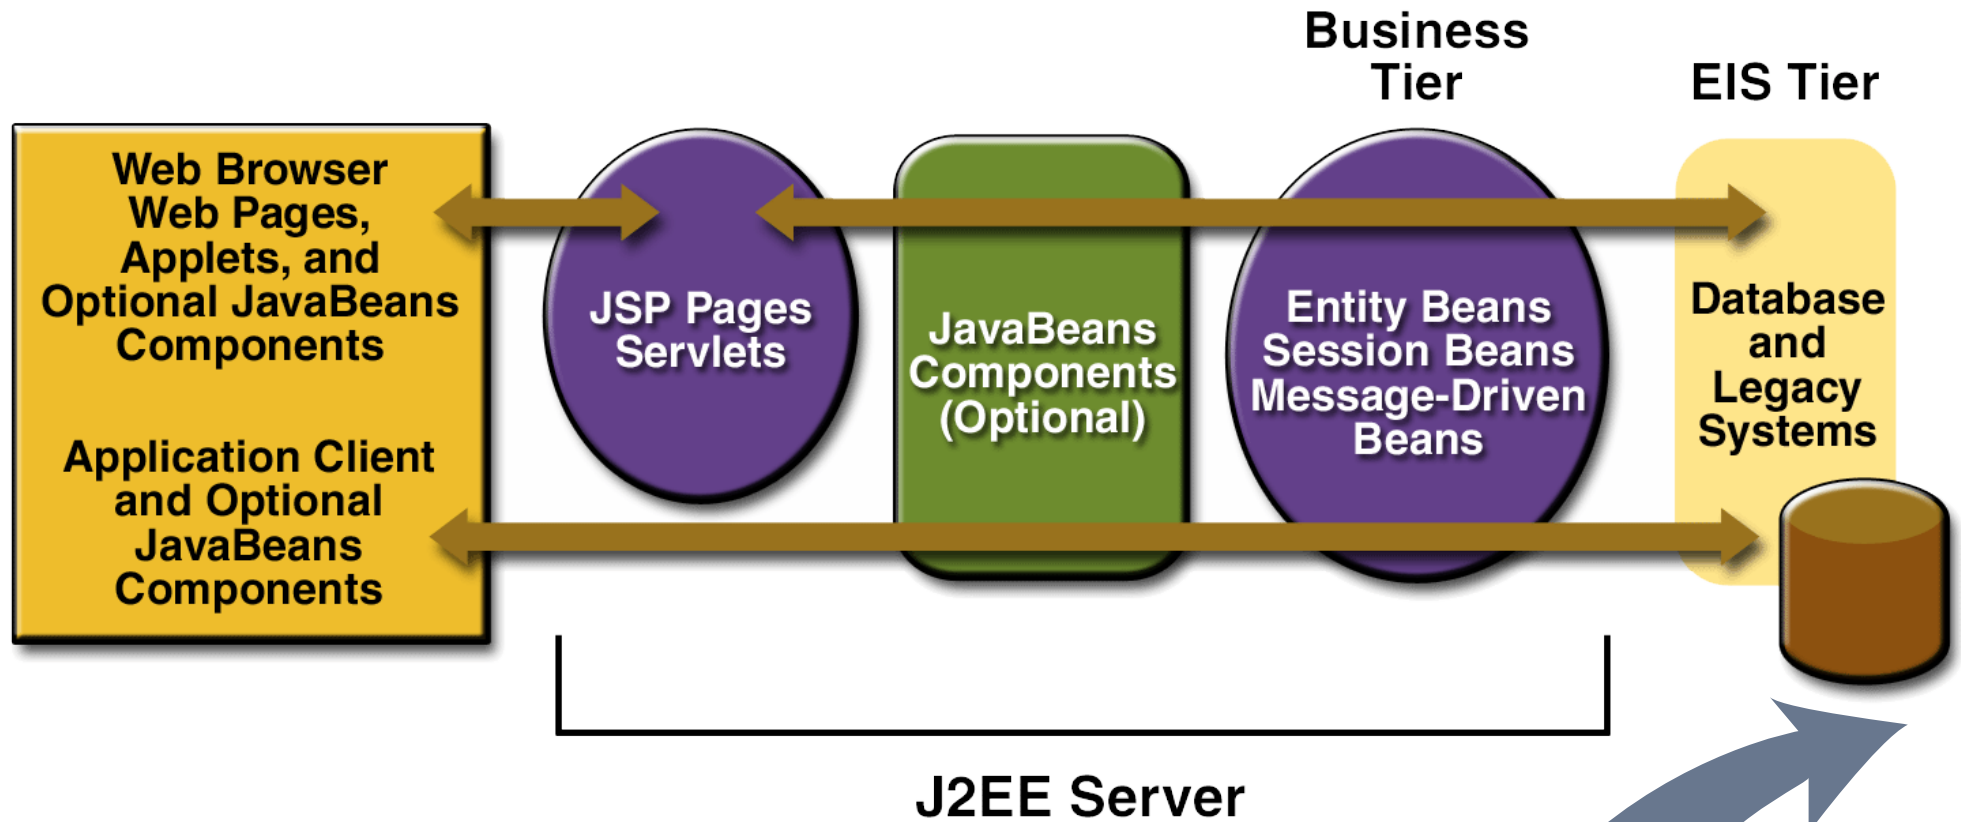 Business
Tier
EIS Tier
Web Browser
Web Pages,
Applets, and
Optional JavaBeans
Components
Application Client
and Optional
JavaBeans
Components
JSP Pages
Servlets
JavaBeans
Components
(Optional)
Entity Beans
Session Beans
Message-Driven
Beans
Database
and
Legacy
Systems
J2EE Server